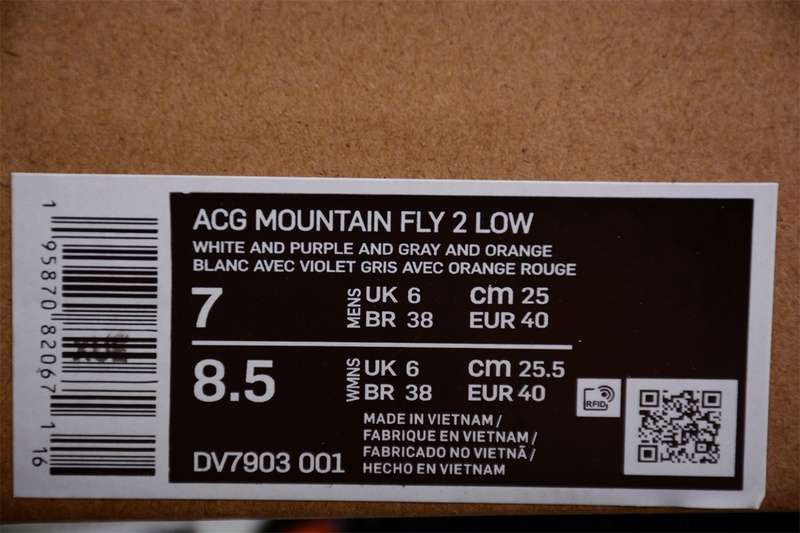 ACG MOUNTAIN FLY 2 LOW
WHITE AND PURPLE AND GRAY AND ORANGE
BLANC AVEC VIOLET GRIS AVEC ORANGE ROUGE
7
MENS
UK 6 cm 25
BR 38 EUR 40
8.5
WMNS
UK 6 cm 25.5
BR 38 EUR 40
RFID
MADE IN VIETNAM /
FABRIQUE EN VIETNAM /
FABRICADO NO VIETNÃ /
HECHO EN VIETNAM
DV7903 001
1 95870 82067 1 16